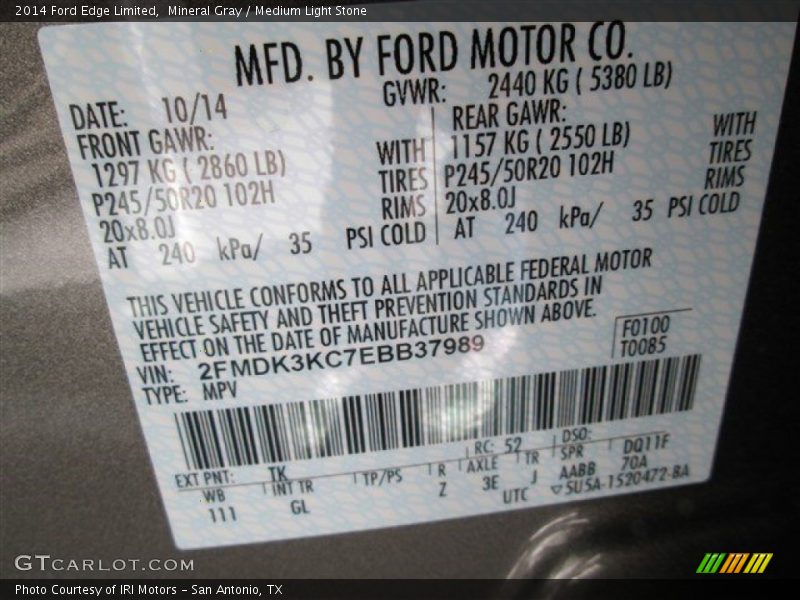 2014 Ford Edge Limited,  Mineral Gray / Medium Light Stone
MFD. BY FORD MOTOR CO.
DATE: 10/14 GVWR: 2440 KG ( 5380 LB)
FRONT GAWR: REAR GAWR:
1297 KG ( 2860 LB) WITH 1157 KG ( 2550 LB) WITH
P245/50R20 102H TIRES P245/50R20 102H TIRES
20x8.0J RIMS 20x8.0J RIMS
AT 240 kPa/ 35 PSI COLD AT 240 kPa/ 35 PSI COLD
THIS VEHICLE CONFORMS TO ALL APPLICABLE FEDERAL MOTOR
VEHICLE SAFETY AND THEFT PREVENTION STANDARDS IN
EFFECT ON THE DATE OF MANUFACTURE SHOWN ABOVE.
VIN: 2FMDK3KC7EBB37989 F0100
TYPE: MPV T0085
EXT PNT: TK RC: 52 DSO:
WB INT TR TP/PS R AXLE TR SPR DQ11F
111 GL Z 3E J AABB 70A
UTC ▽SU5A-1520472-BA
GTCARLOT.COM
Photo Courtesy of IRI Motors – San Antonio, TX